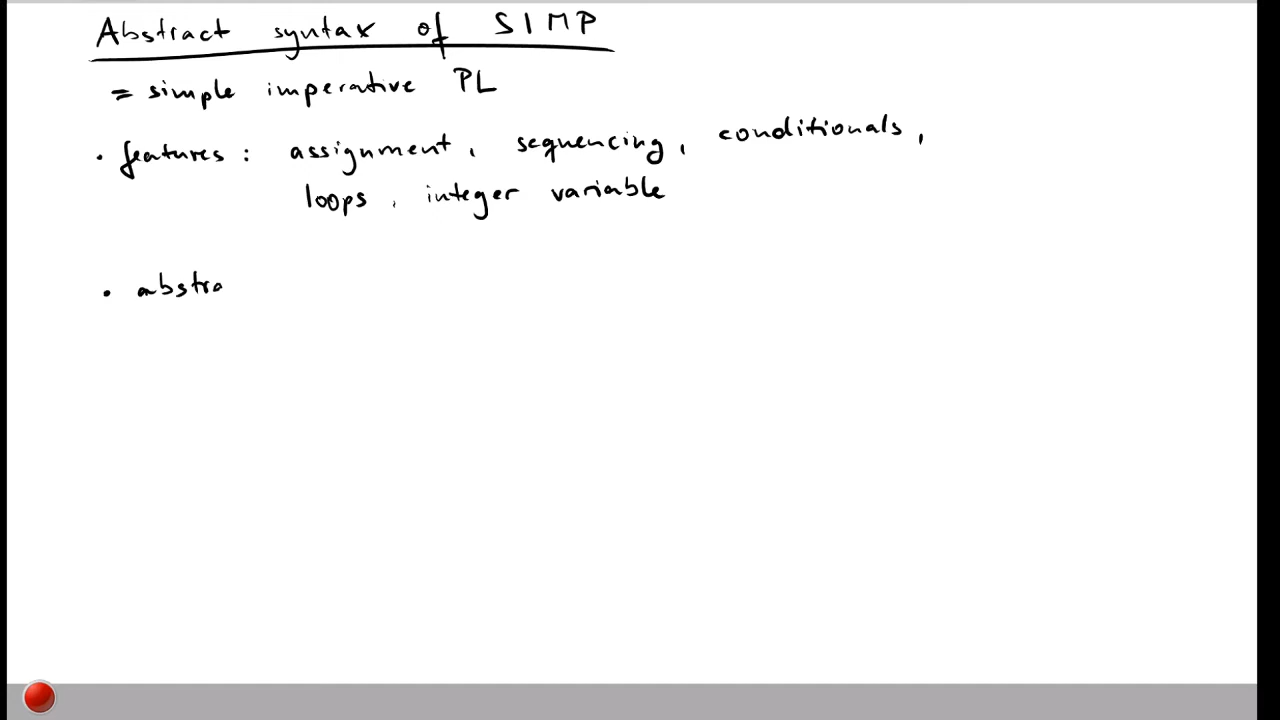 Abstract syntax of SIMP
= simple imperative PL
• features : assignment, sequencing, conditionals,
loops, integer variable
• abstra